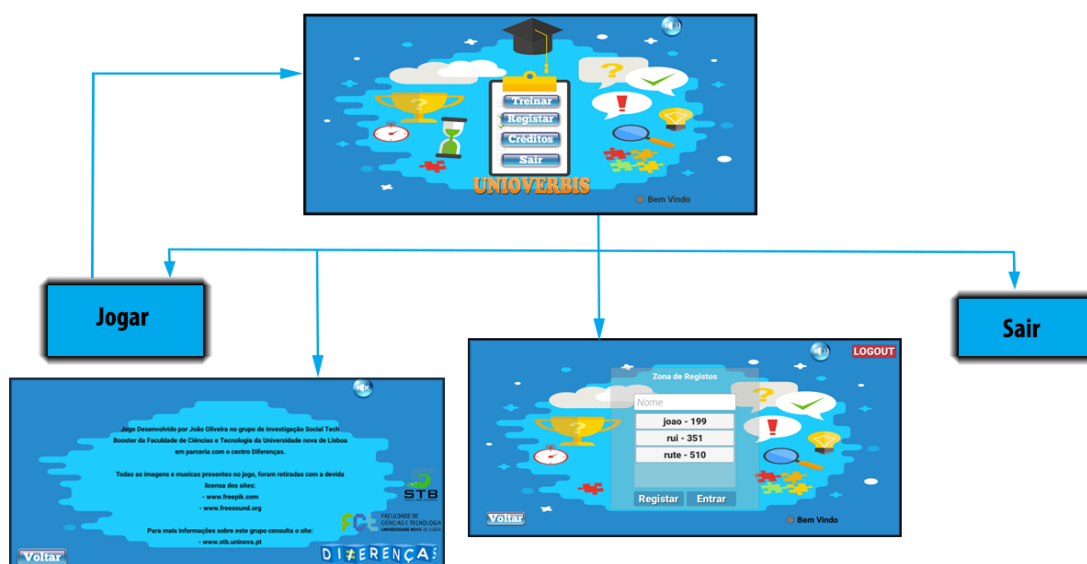 Treinar
Registar
Créditos
Sair
UNIOVERBIS
Bem Vindo
Jogar
Sair
Jogo Desenvolvido por João Oliveira no grupo de Investigação Social Tech
Booster da Faculdade de Ciências e Tecnologia da Universidade nova de Lisboa
em parceria com o centro Diferenças.
Todas as imagens e musicas presentes no jogo, foram retiradas com a devida
licensa dos sites:
- www.freepik.com
- www.freesound.org
Para mais informações sobre este grupo consulta o site:
- www.stb.uninova.pt
STB
FCT FACULDADE DE
CIÊNCIAS E TECNOLOGIA
UNIVERSIDADE NOVA DE LISBOA
DIFERENÇAS
Voltar
LOGOUT
Zona de Registos
Nome
joao - 199
rui - 351
rute - 510
Registar Entrar
Voltar
Bem Vindo